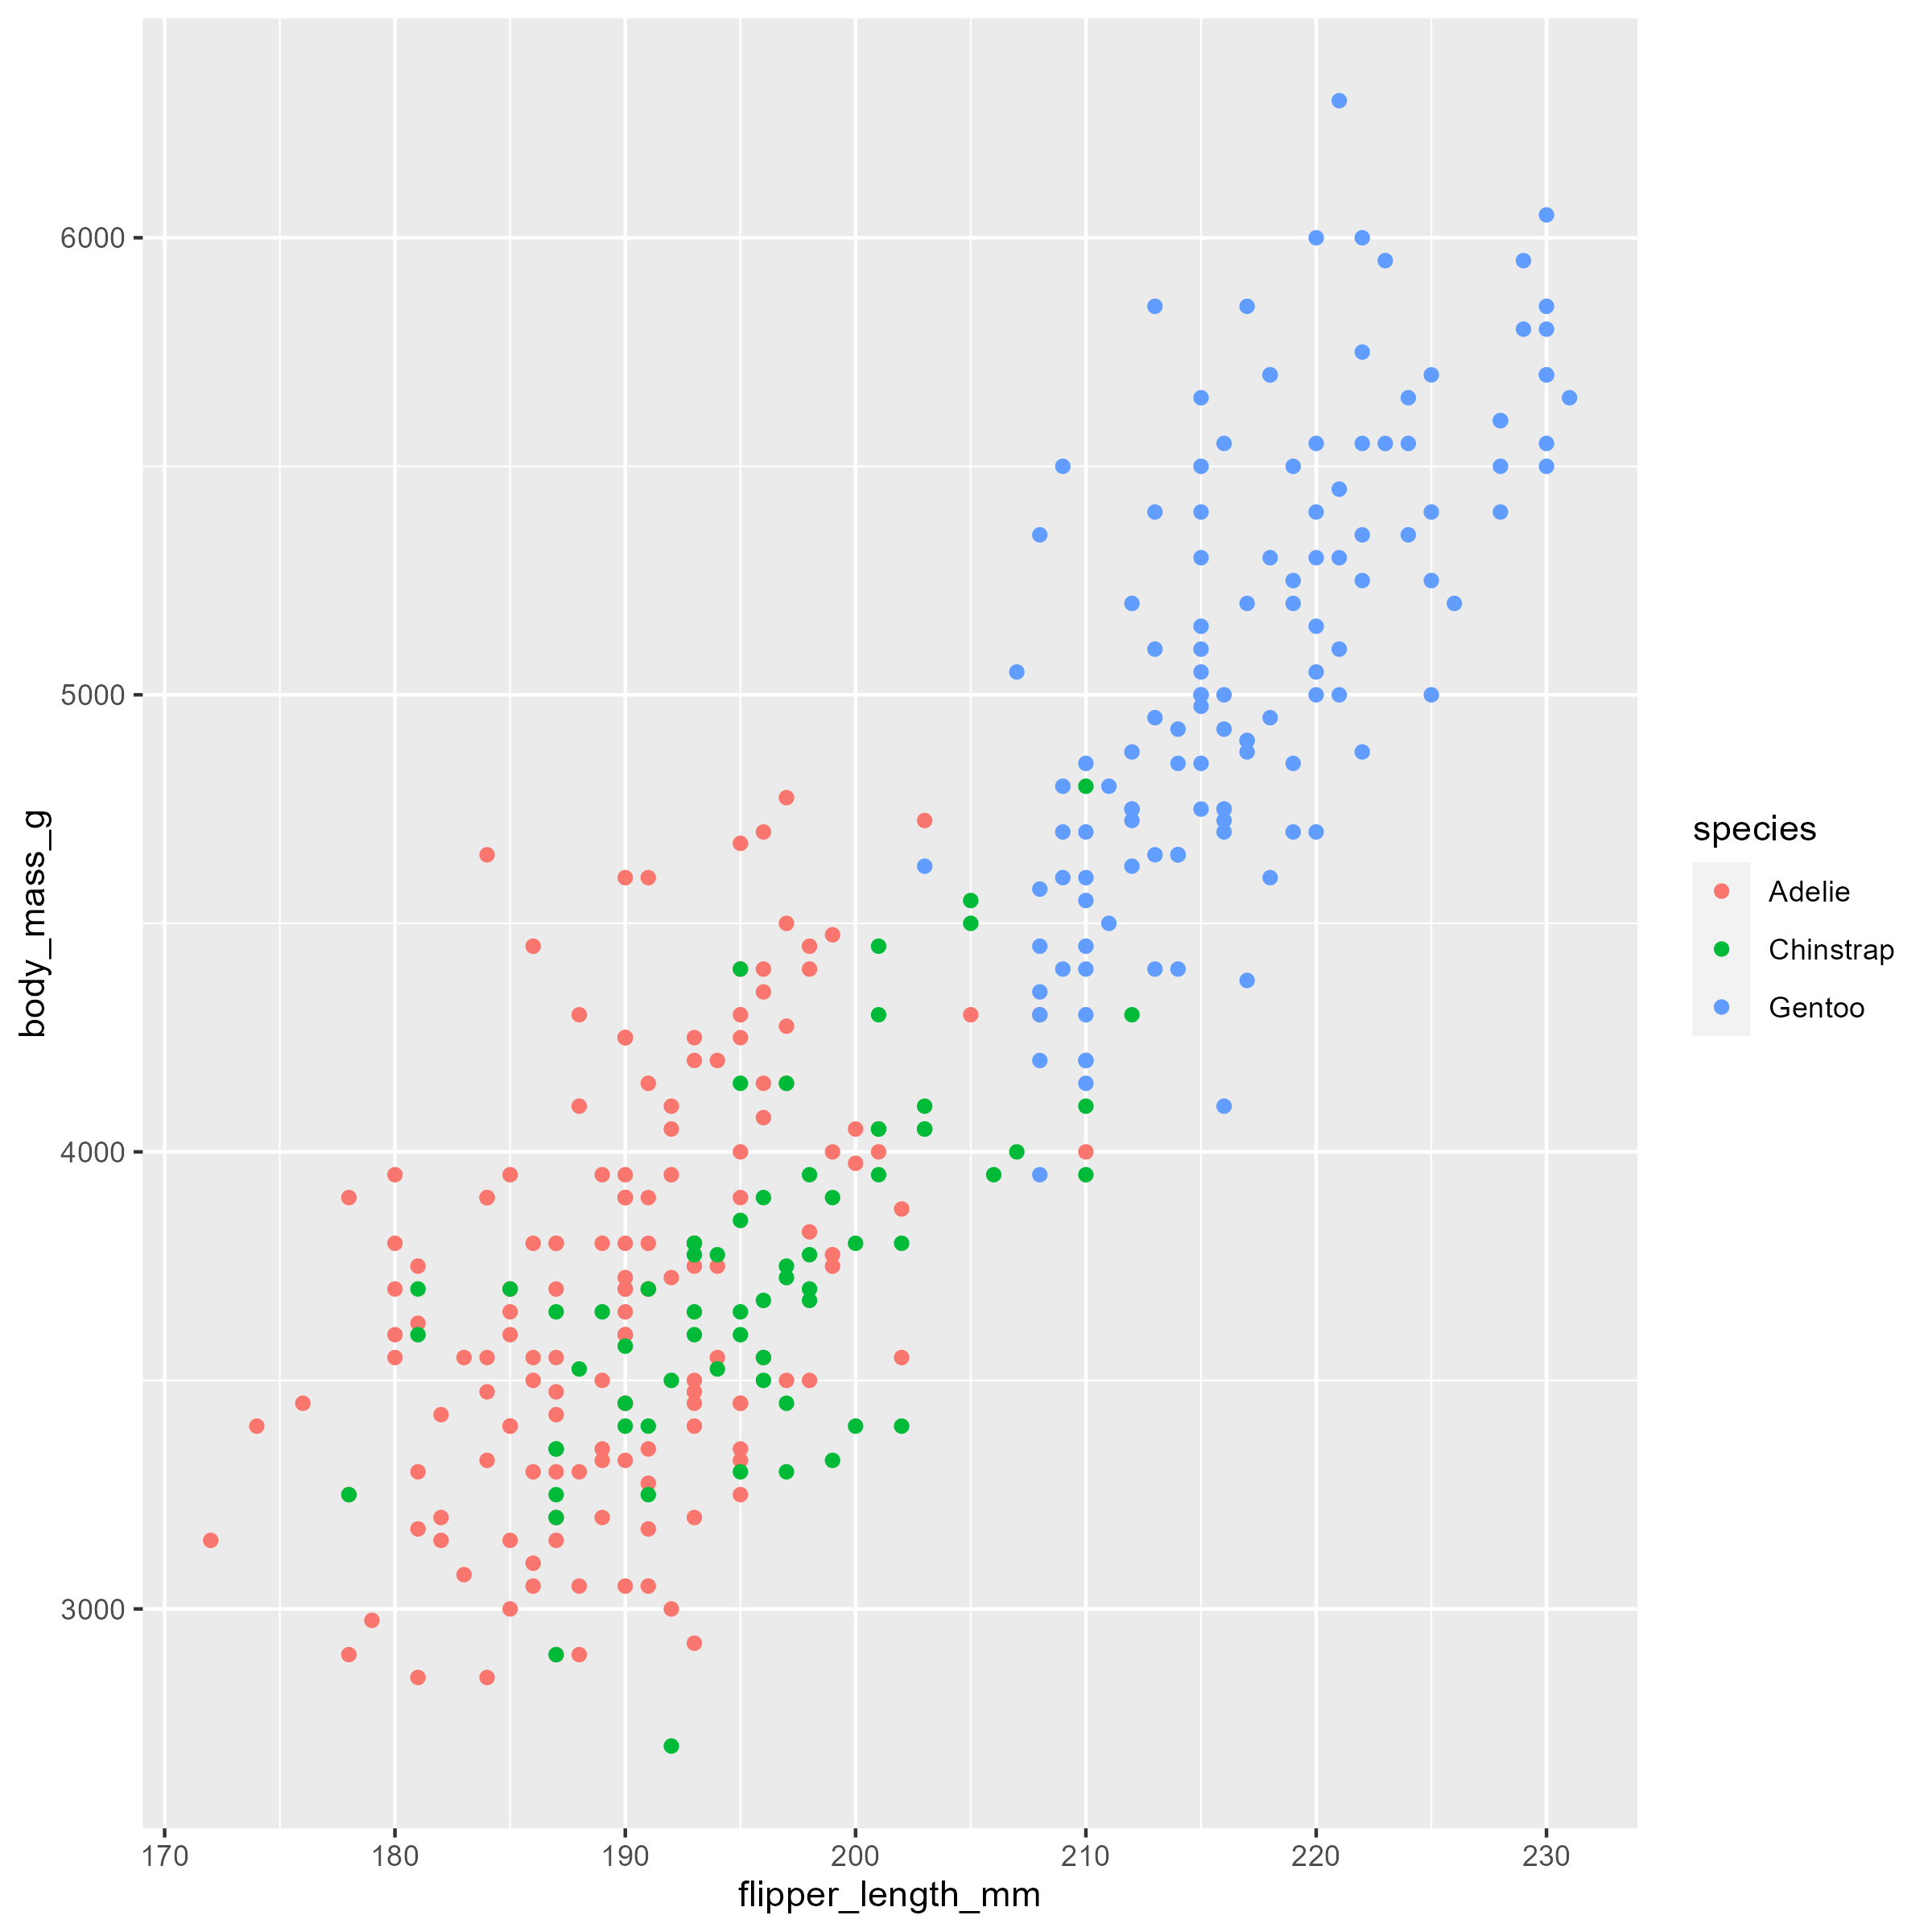 6000
5000
4000
3000
body_mass_g
170 180 190 200 210 220 230
flipper_length_mm
species
Adelie
Chinstrap
Gentoo